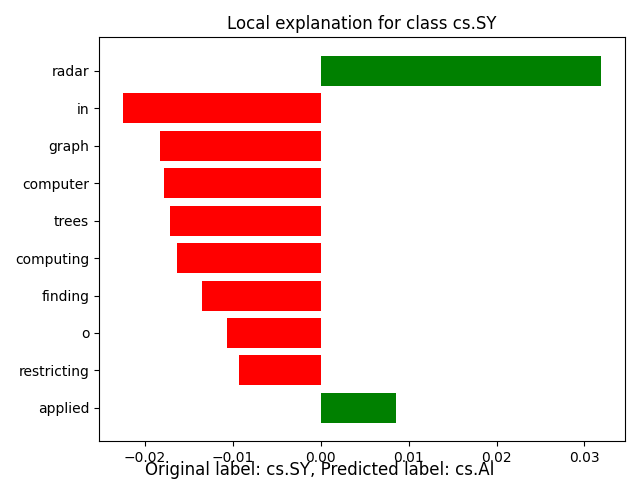 Local explanation for class cs.SY
radar
in
graph
computer
trees
computing
finding
o
restricting
applied
−0.02 −0.01 0.00 0.01 0.02 0.03
Original label: cs.SY, Predicted label: cs.AI